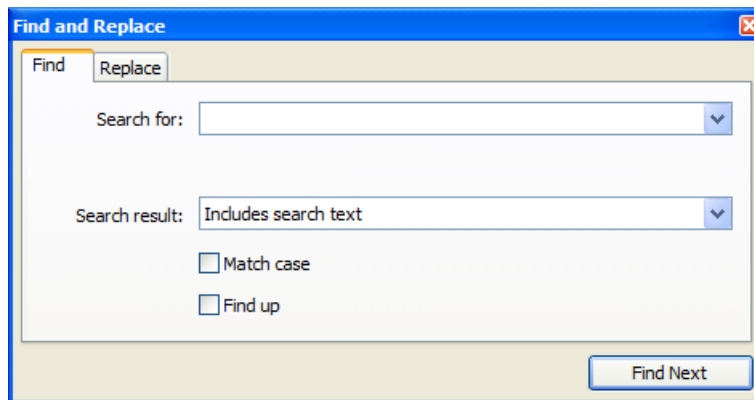 Find and Replace
Find Replace
Search for:
Search result: Includes search text
Match case
Find up
Find Next